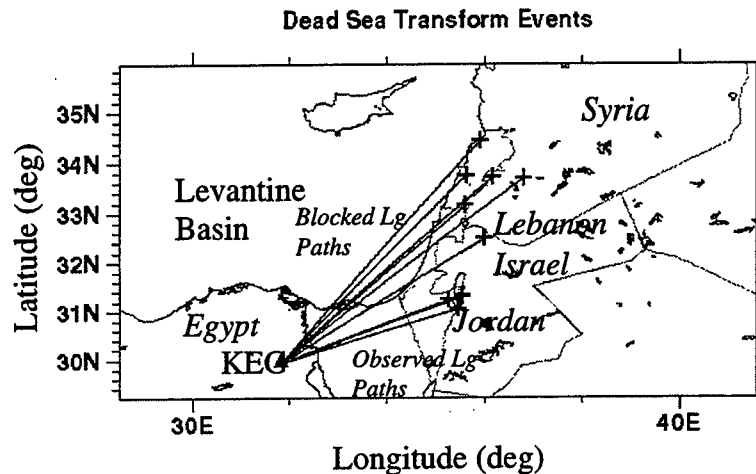 Dead Sea Transform Events
35N
34N
33N
32N
31N
30N
Latitude (deg)
Syria
Levantine
Basin
Blocked Lg
Paths
Lebanon
Israel
Egypt
Jordan
KEG
Observed Lg
Paths
30E
40E
Longitude (deg)